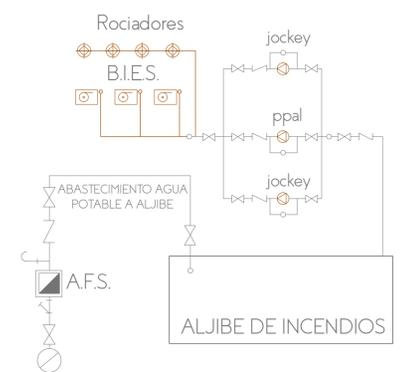 Rociadores
jockey
B.I.E.S.
ppal
ABASTECIMIENTO AGUA
POTABLE A ALJIBE
jockey
A.F.S.
ALJIBE DE INCENDIOS